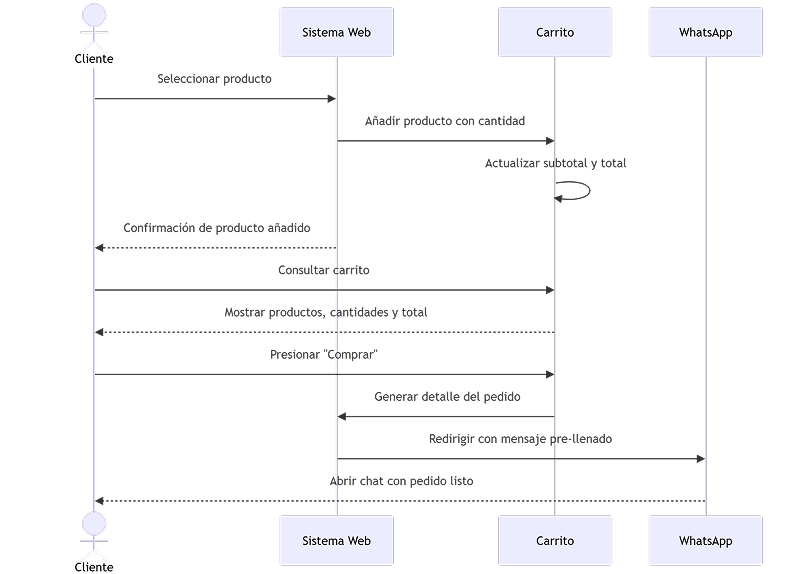 Cliente
Sistema Web
Carrito
WhatsApp
Seleccionar producto
Añadir producto con cantidad
Actualizar subtotal y total
Confirmación de producto añadido
Consultar carrito
Mostrar productos, cantidades y total
Presionar "Comprar"
Generar detalle del pedido
Redirigir con mensaje pre-llenado
Abrir chat con pedido listo
Cliente
Sistema Web
Carrito
WhatsApp